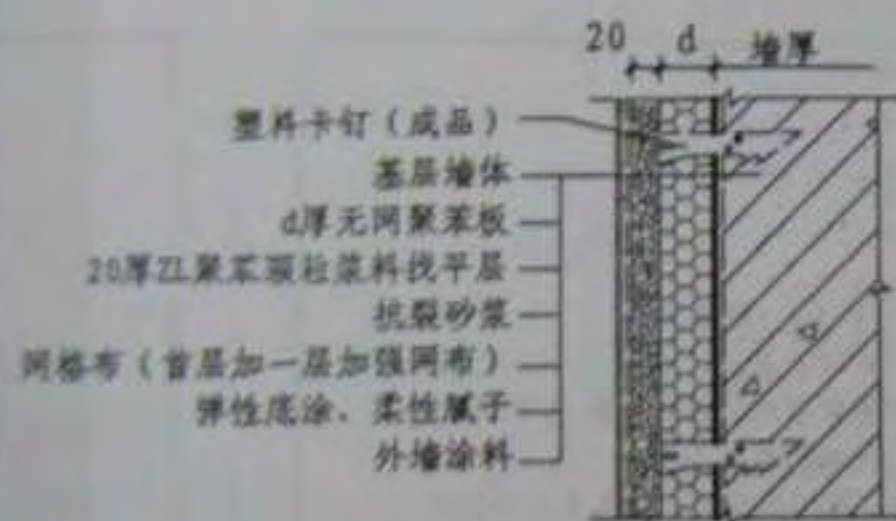 20 d 墙厚
塑料卡钉（成品）
基层墙体
d厚无网聚苯板
20厚ZL聚苯颗粒浆料找平层
抗裂砂浆
网格布（首层加一层加强网布）
弹性底涂、柔性腻子
外墙涂料